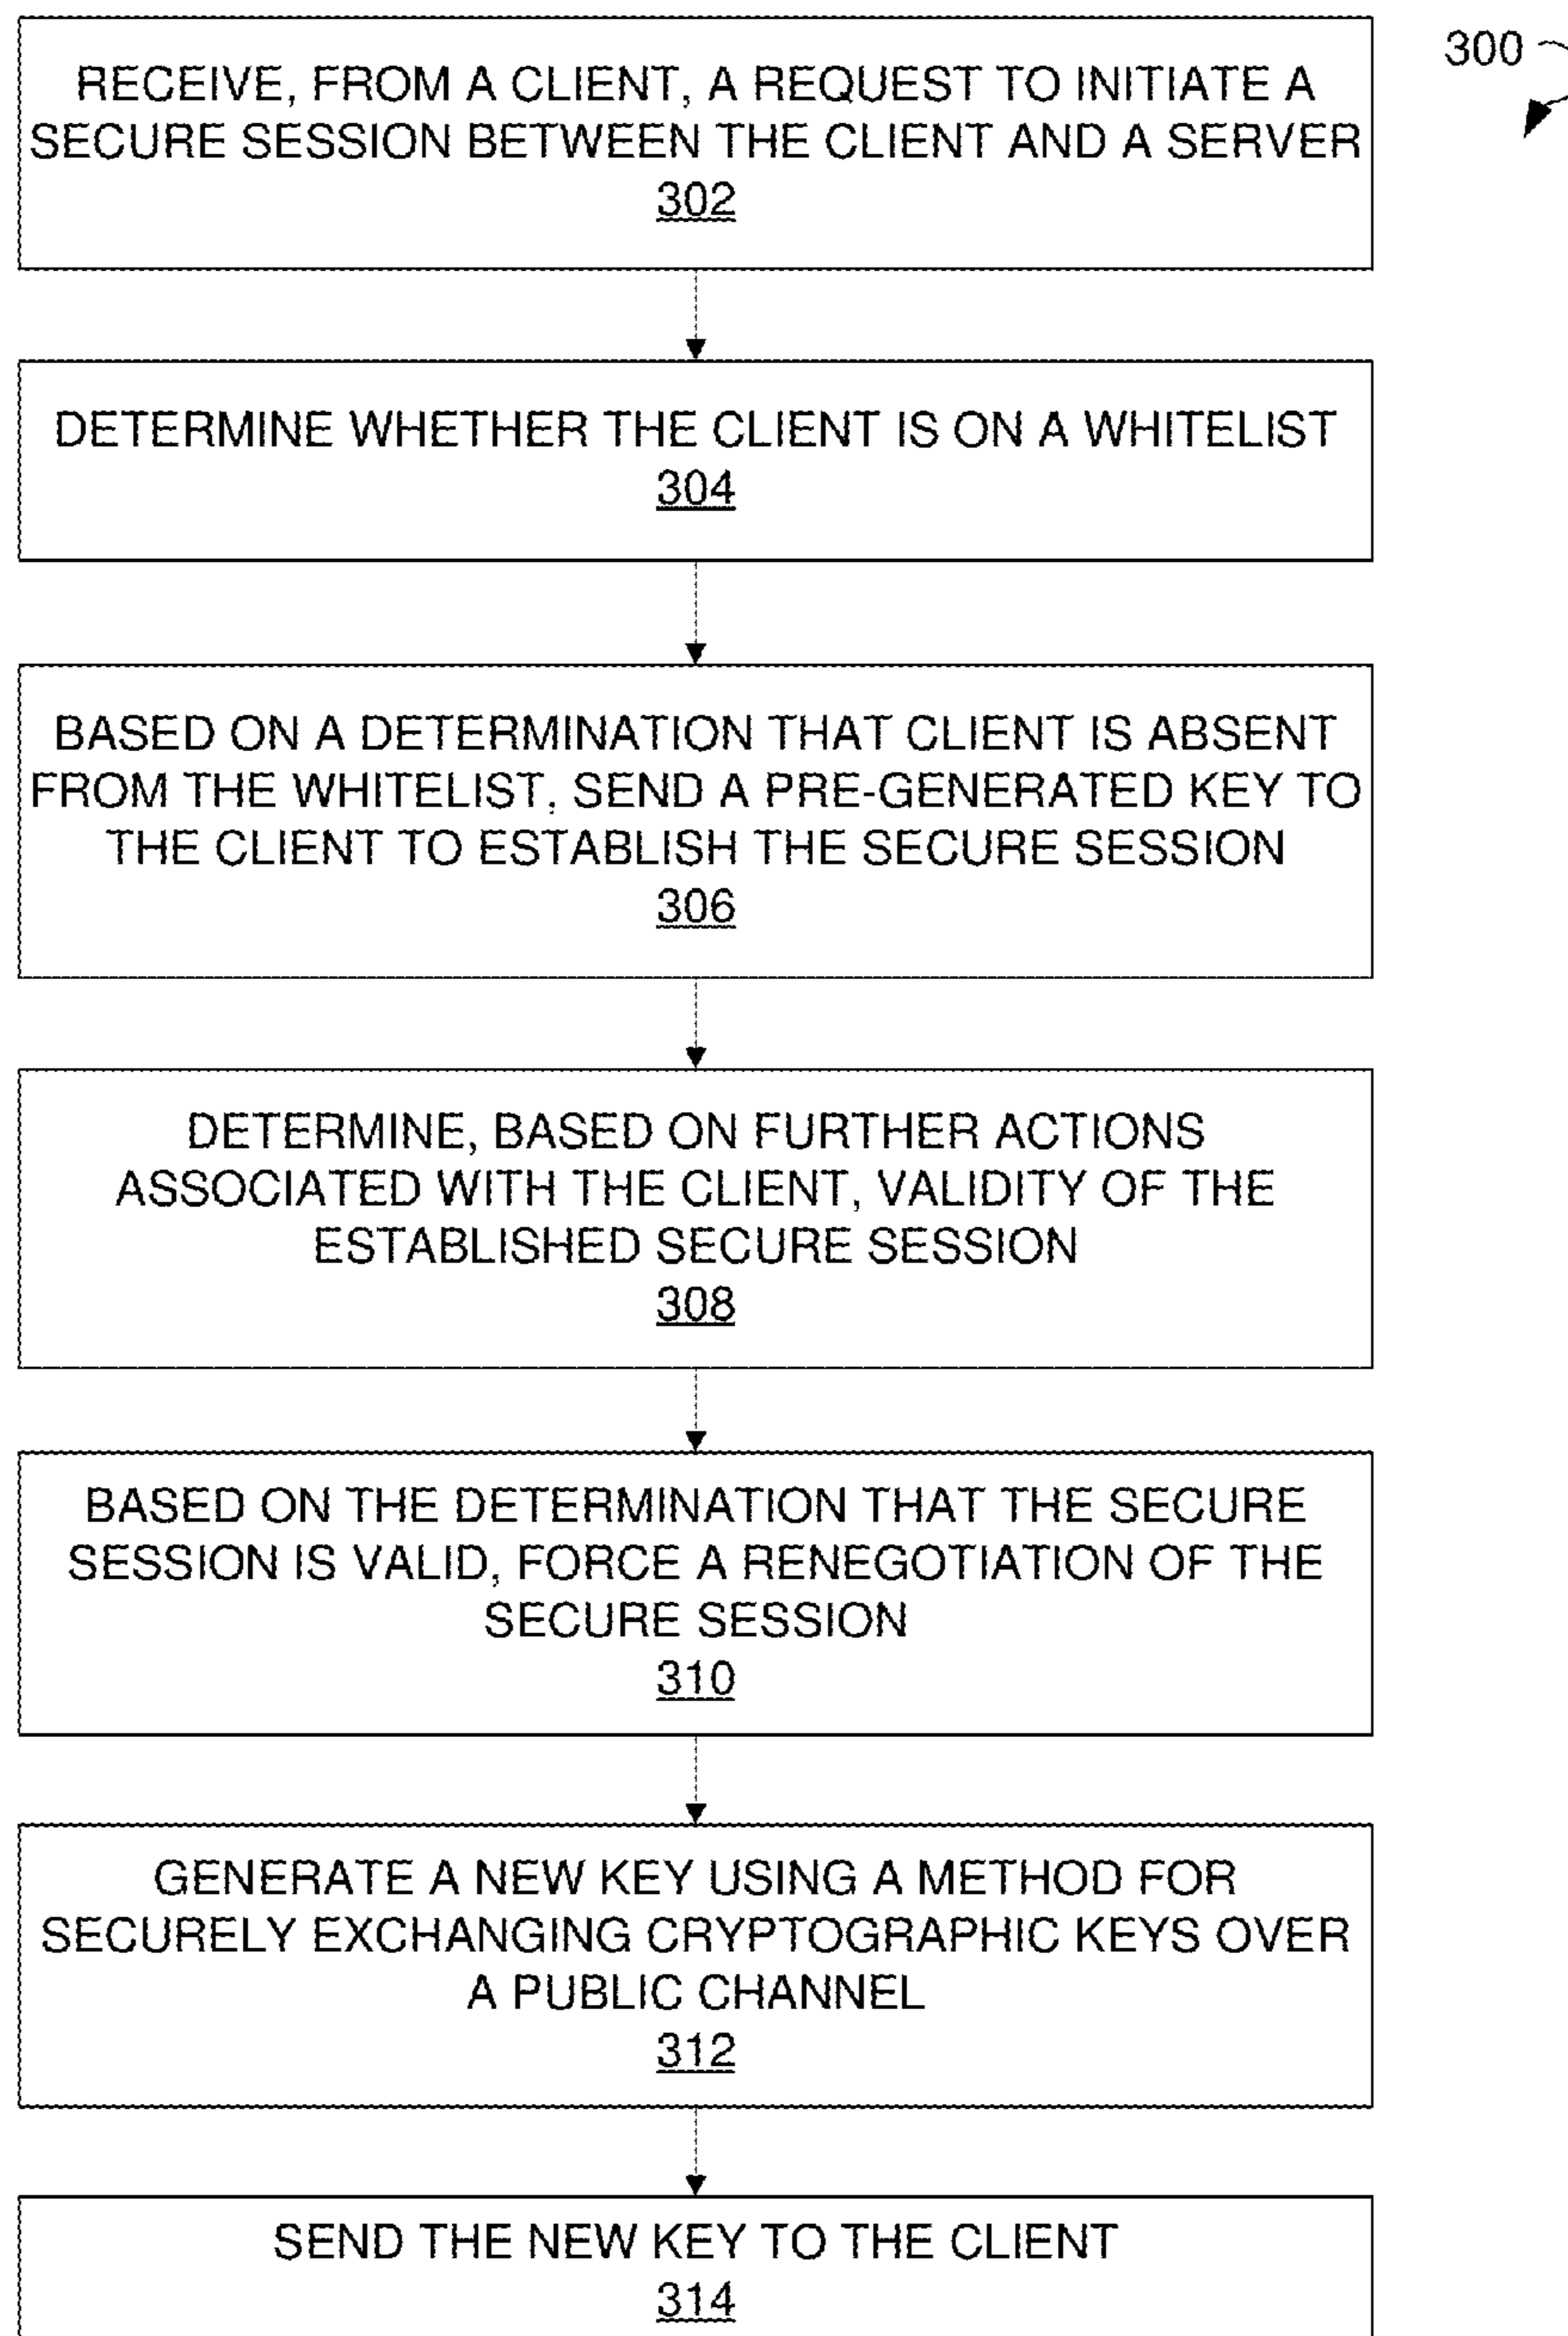 300
RECEIVE, FROM A CLIENT, A REQUEST TO INITIATE A
SECURE SESSION BETWEEN THE CLIENT AND A SERVER
302
DETERMINE WHETHER THE CLIENT IS ON A WHITELIST
304
BASED ON A DETERMINATION THAT CLIENT IS ABSENT
FROM THE WHITELIST, SEND A PRE-GENERATED KEY TO
THE CLIENT TO ESTABLISH THE SECURE SESSION
306
DETERMINE, BASED ON FURTHER ACTIONS
ASSOCIATED WITH THE CLIENT, VALIDITY OF THE
ESTABLISHED SECURE SESSION
308
BASED ON THE DETERMINATION THAT THE SECURE
SESSION IS VALID, FORCE A RENEGOTIATION OF THE
SECURE SESSION
310
GENERATE A NEW KEY USING A METHOD FOR
SECURELY EXCHANGING CRYPTOGRAPHIC KEYS OVER
A PUBLIC CHANNEL
312
SEND THE NEW KEY TO THE CLIENT
314